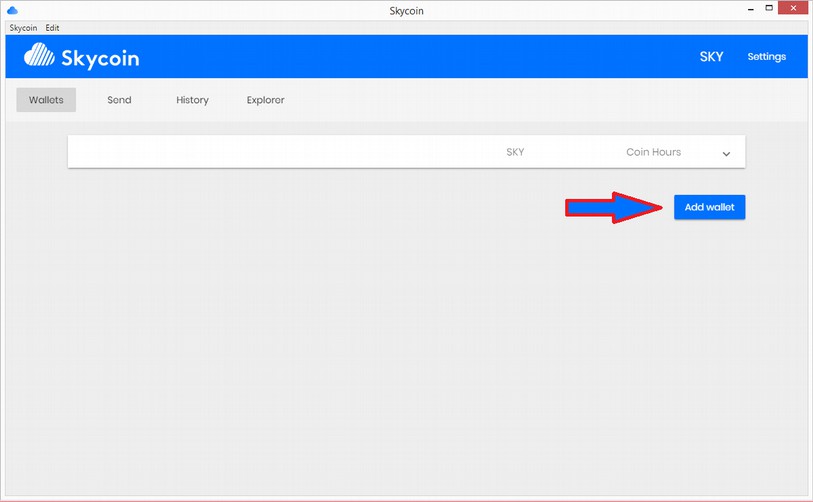 Skycoin
Skycoin Edit
Skycoin SKY Settings
Wallets Send History Explorer
SKY Coin Hours
Add wallet